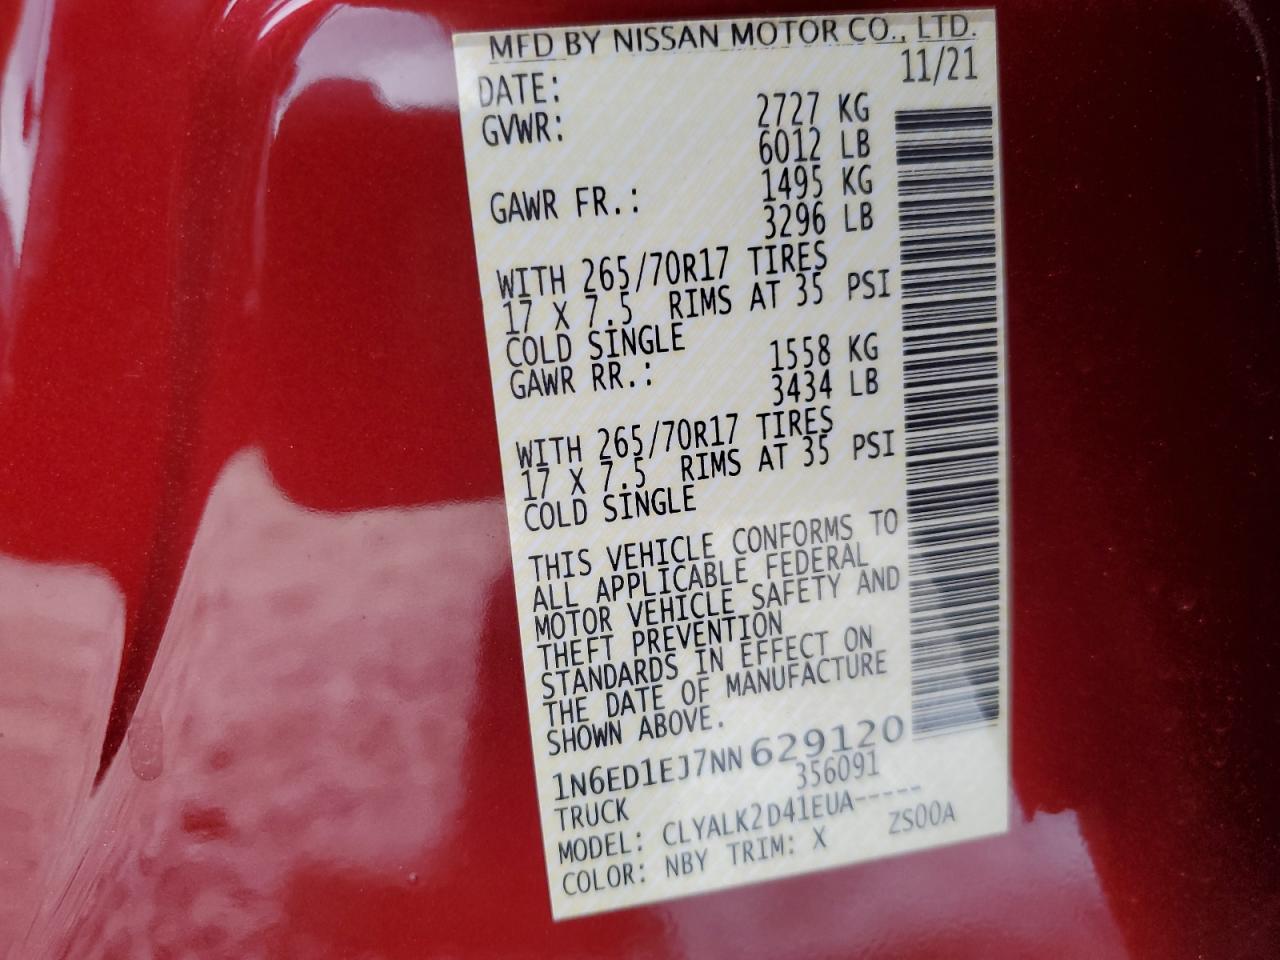 MFD BY NISSAN MOTOR CO., LTD.
DATE: 11/21
GVWR: 2727 KG
6012 LB
GAWR FR.: 1495 KG
3296 LB
WITH 265/70R17 TIRES
17 X 7.5 RIMS AT 35 PSI
COLD SINGLE
GAWR RR.: 1558 KG
3434 LB
WITH 265/70R17 TIRES
17 X 7.5 RIMS AT 35 PSI
COLD SINGLE
THIS VEHICLE CONFORMS TO
ALL APPLICABLE FEDERAL
MOTOR VEHICLE SAFETY AND
THEFT PREVENTION
STANDARDS IN EFFECT ON
THE DATE OF MANUFACTURE
SHOWN ABOVE.
1N6ED1EJ7NN629120
TRUCK 356091
MODEL: CLYALK2D41EUA-----
COLOR: NBY TRIM: X ZS00A